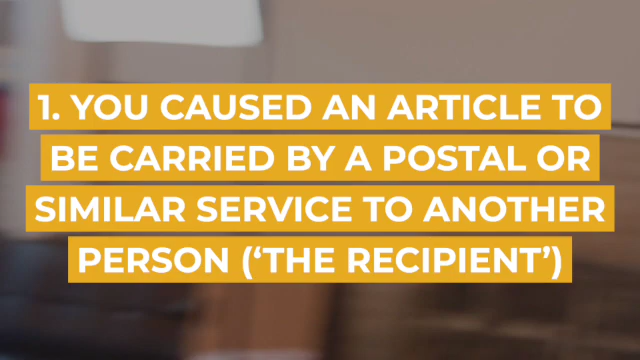 1. YOU CAUSED AN ARTICLE TO
BE CARRIED BY A POSTAL OR
SIMILAR SERVICE TO ANOTHER
PERSON (‘THE RECIPIENT’)